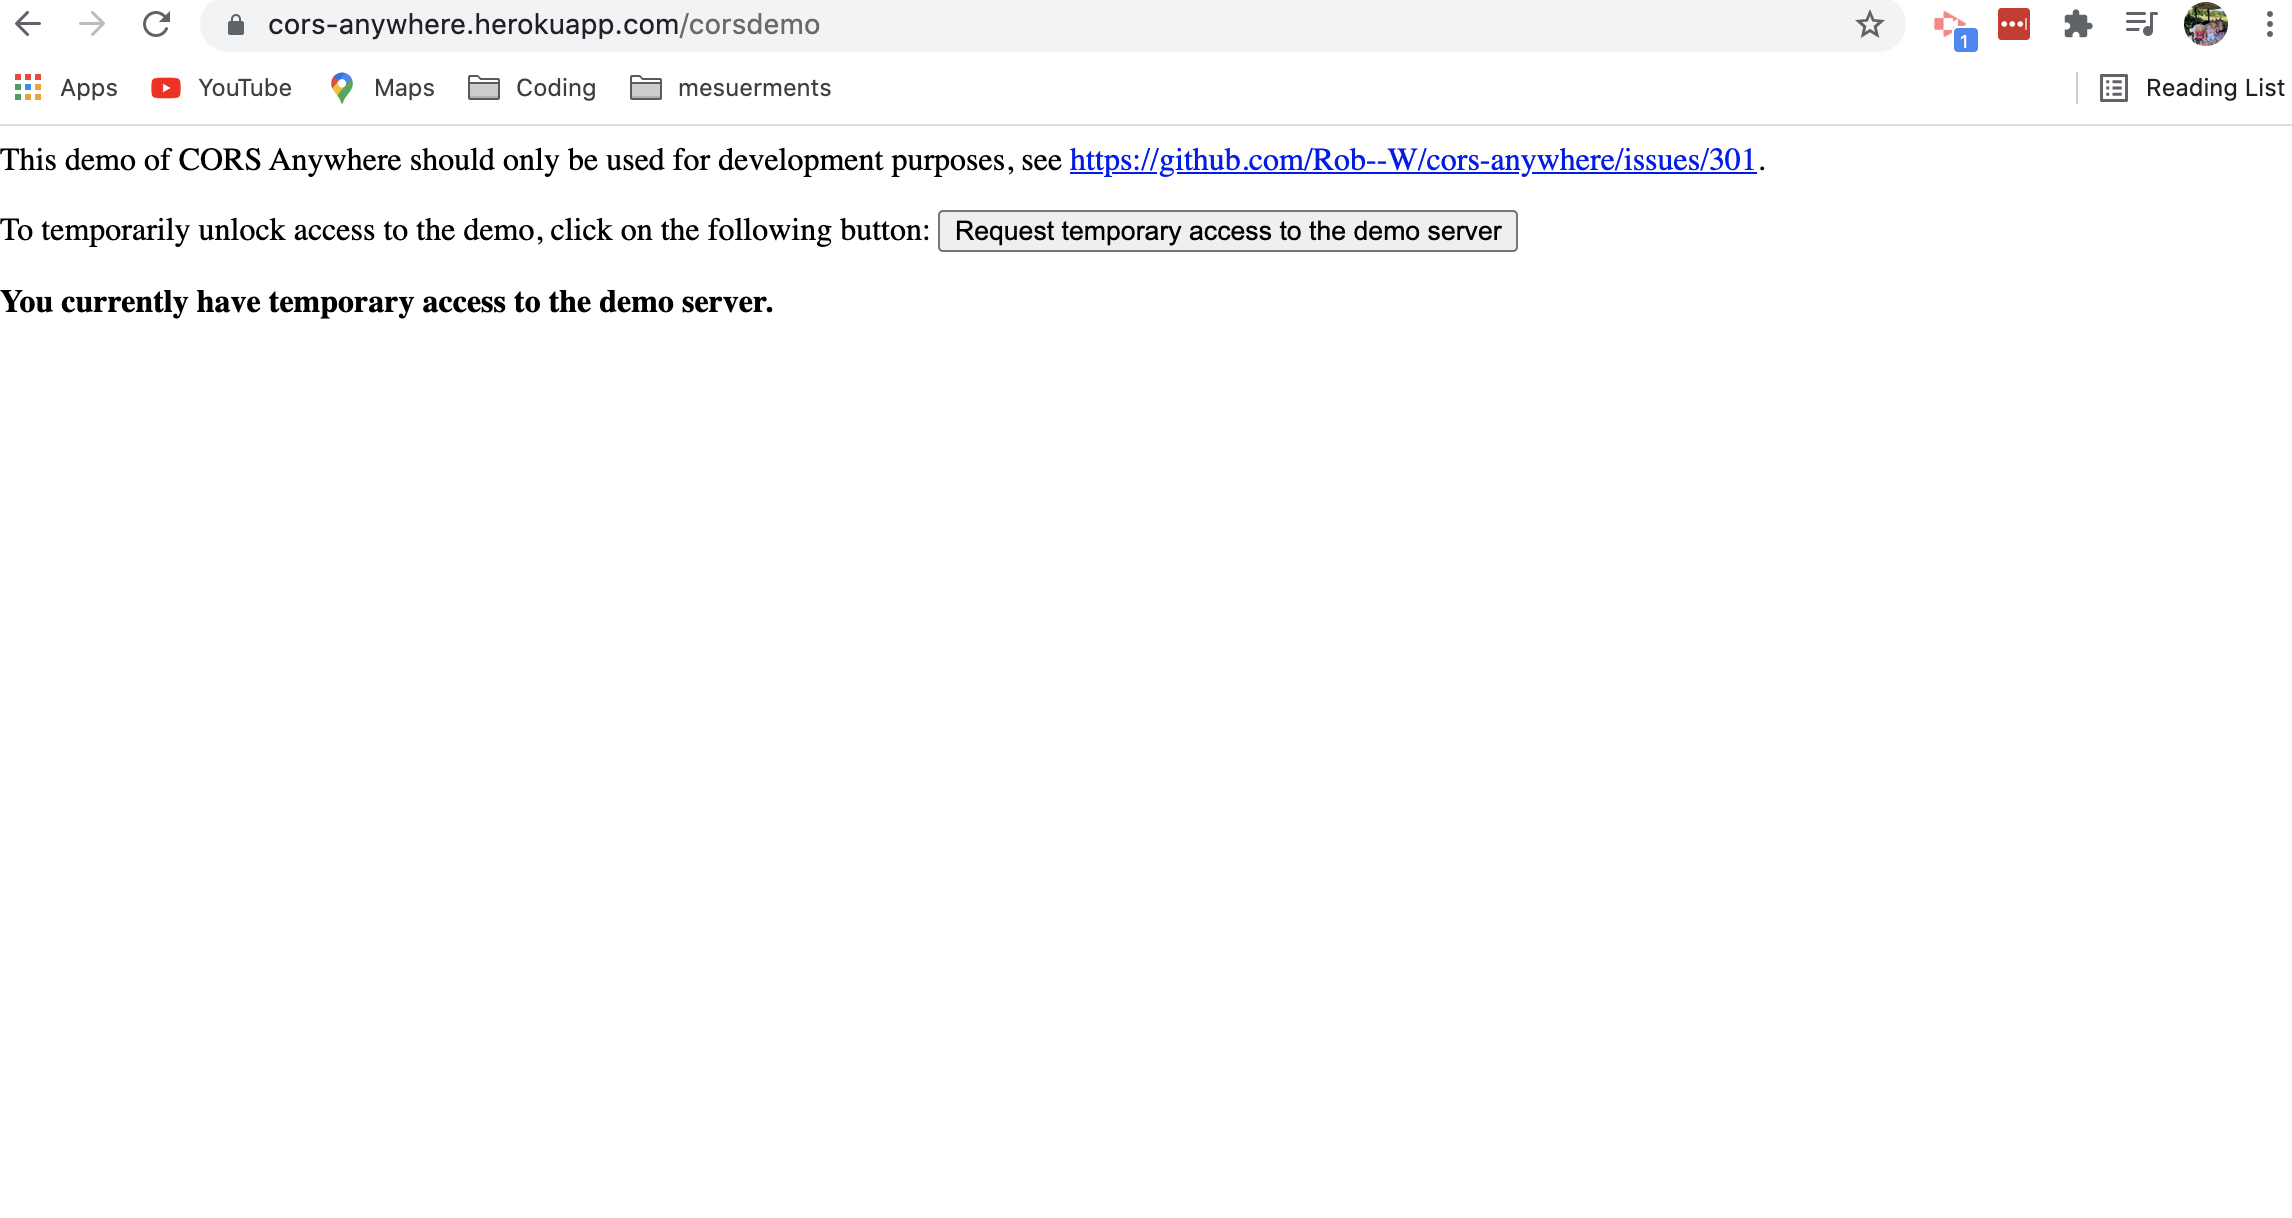 cors-anywhere.herokuapp.com/corsdemo
1
Apps YouTube Maps Coding mesuerments Reading List
This demo of CORS Anywhere should only be used for development purposes, see https://github.com/Rob--W/cors-anywhere/issues/301.
To temporarily unlock access to the demo, click on the following button: Request temporary access to the demo server
You currently have temporary access to the demo server.